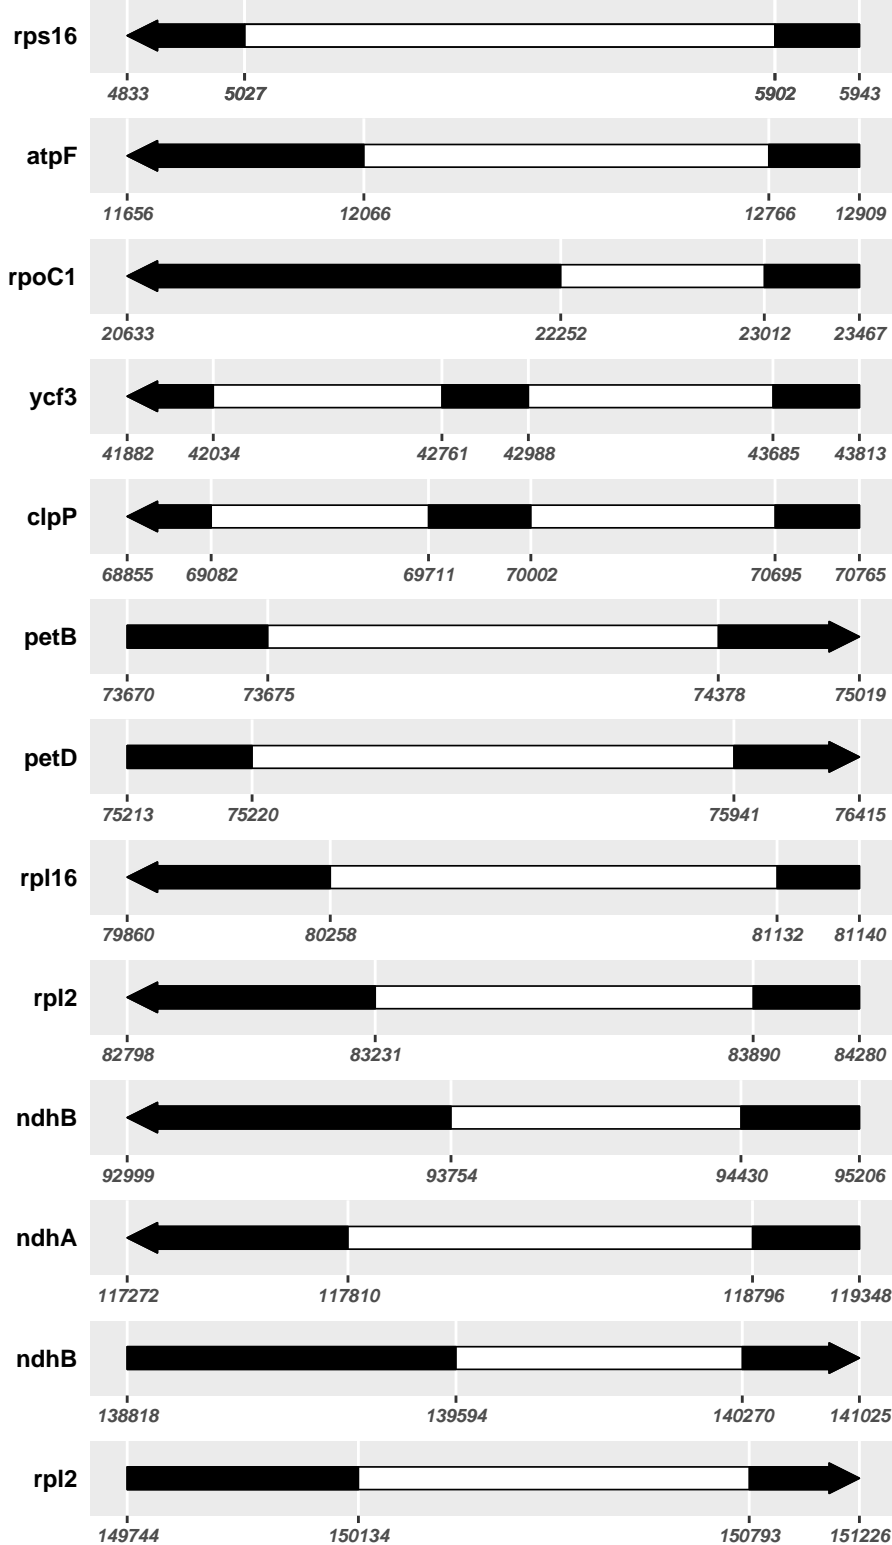 rps16
4833 5027 5902 5943
atpF
11656 12066 12766 12909
rpoC1
20633 22252 23012 23467
ycf3
41882 42034 42761 42988 43685 43813
clpP
68855 69082 69711 70002 70695 70765
petB
73670 73675 74378 75019
petD
75213 75220 75941 76415
rpl16
79860 80258 81132 81140
rpl2
82798 83231 83890 84280
ndhB
92999 93754 94430 95206
ndhA
117272 117810 118796 119348
ndhB
138818 139594 140270 141025
rpl2
149744 150134 150793 151226